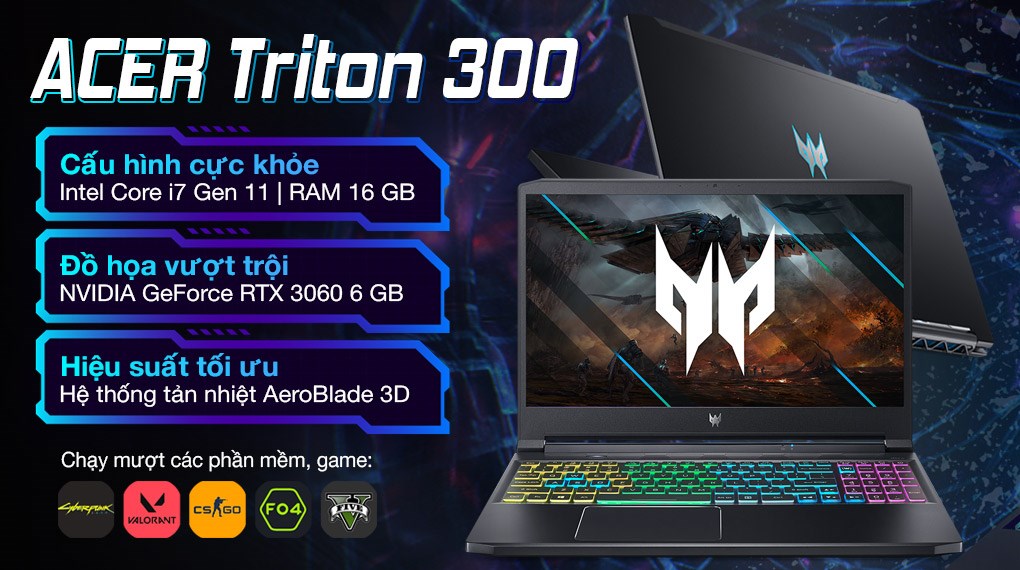 ACER Triton 300
Cấu hình cực khỏe
Intel Core i7 Gen 11 | RAM 16 GB
Đồ họa vượt trội
NVIDIA GeForce RTX 3060 6 GB
Hiệu suất tối ưu
Hệ thống tản nhiệt AeroBlade 3D
Chạy mượt các phần mềm, game:
Cyberpunk
VALORANT
CS GO
FO4
V
FIVE